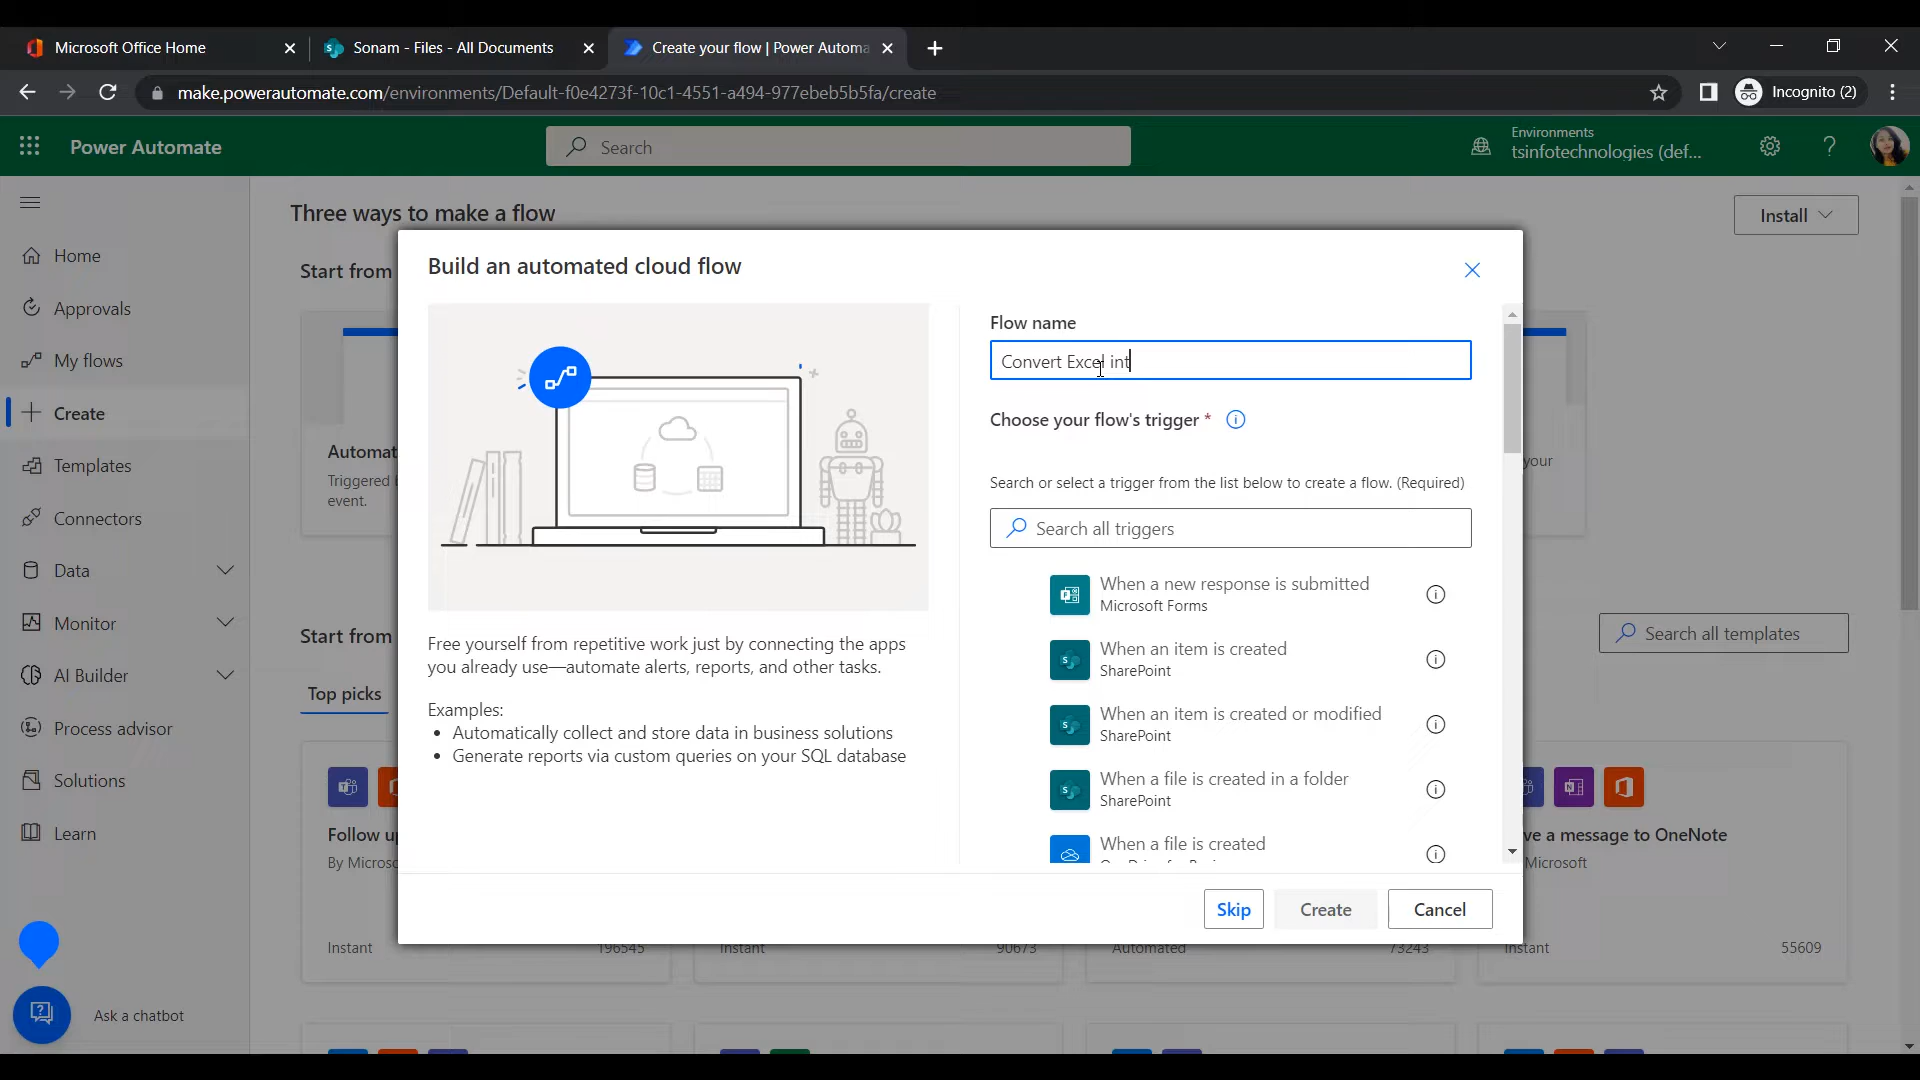 Microsoft Office Home
Sonam - Files - All Documents
Create your flow | Power Automa
make.powerautomate.com/environments/Default-f0e4273f-10c1-4551-a494-977ebeb5b5fa/create
Incognito (2)
Power Automate
Search
Environments
tsinfotechnologies (def...
Three ways to make a flow
Install
Home
Approvals
My flows
Create
Templates
Connectors
Data
Monitor
AI Builder
Process advisor
Solutions
Learn
Ask a chatbot
Start from
Automat
Triggered
event.
your
Start from
Search all templates
Top picks
Follow u
By Micros
Instant
196545
Instant
90673
Automated
73243
ve a message to OneNote
Microsoft
Instant
55609
Build an automated cloud flow
Free yourself from repetitive work just by connecting the apps
you already use—automate alerts, reports, and other tasks.
Examples:
• Automatically collect and store data in business solutions
• Generate reports via custom queries on your SQL database
Flow name
Convert Excel int
Choose your flow's trigger *
Search or select a trigger from the list below to create a flow. (Required)
Search all triggers
When a new response is submitted
Microsoft Forms
When an item is created
SharePoint
When an item is created or modified
SharePoint
When a file is created in a folder
SharePoint
When a file is created
Skip
Create
Cancel